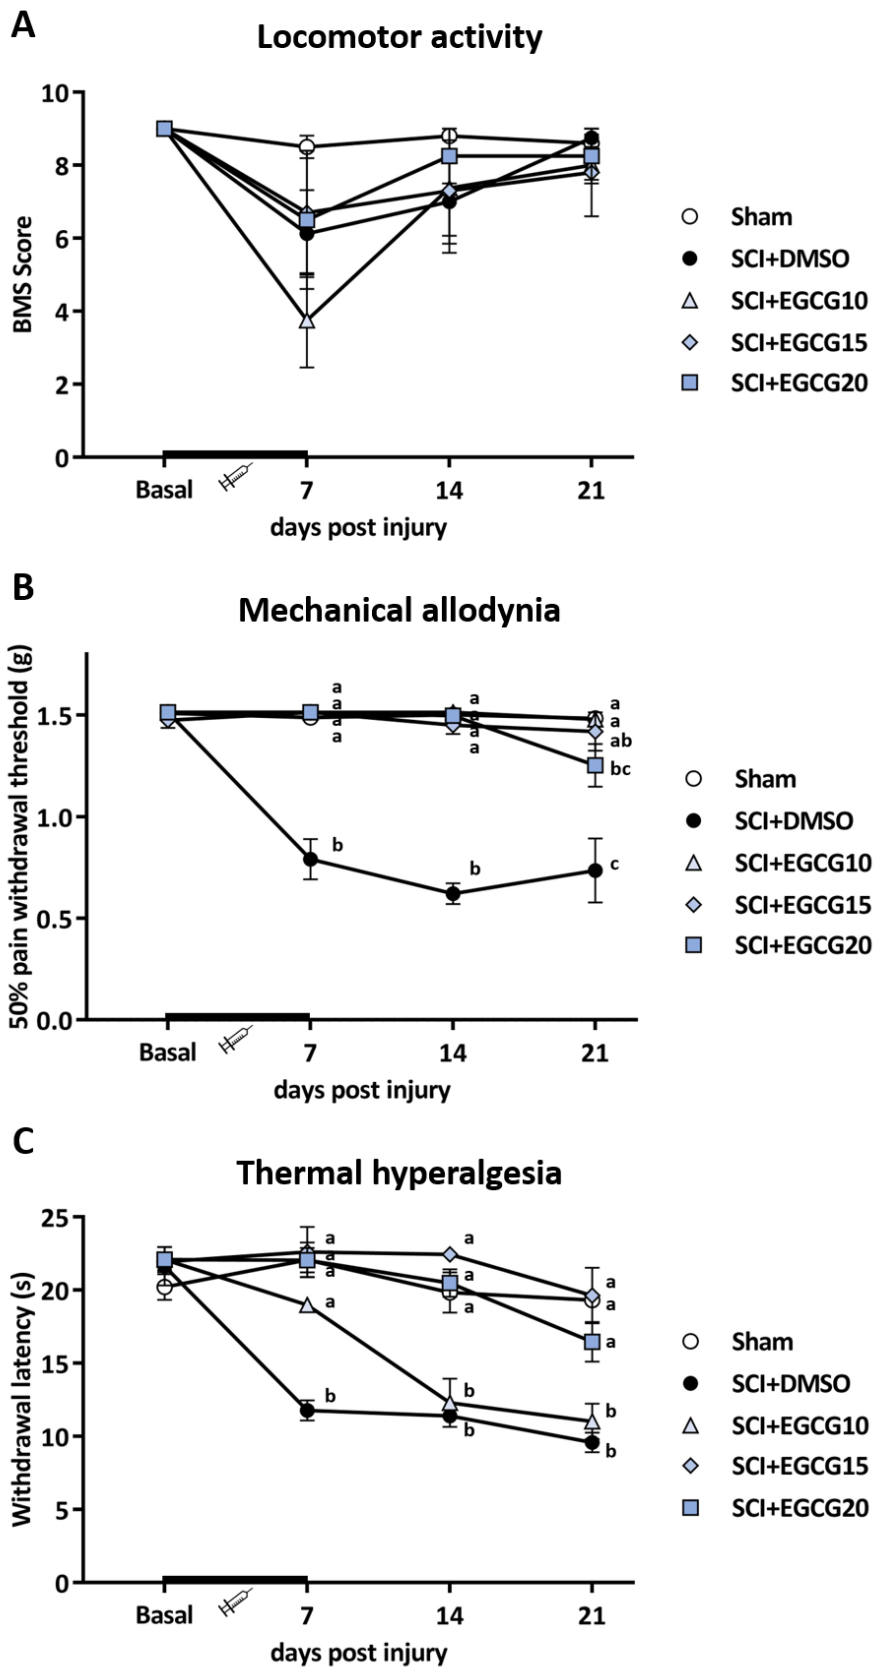 A
Locomotor activity
BMS Score
10
8
6
4
2
0
Basal
7
14
21
days post injury
Sham
SCI+DMSO
SCI+EGCG10
SCI+EGCG15
SCI+EGCG20
B
Mechanical allodynia
50% pain withdrawal threshold (g)
1.5
1.0
0.5
0.0
a
a
a
a
b
a
a
a
a
b
a
a
ab
bc
c
Basal
7
14
21
days post injury
Sham
SCI+DMSO
SCI+EGCG10
SCI+EGCG15
SCI+EGCG20
C
Thermal hyperalgesia
Withdrawal latency (s)
25
20
15
10
5
0
a
a
a
a
b
a
a
a
b
b
a
a
a
b
b
Basal
7
14
21
days post injury
Sham
SCI+DMSO
SCI+EGCG10
SCI+EGCG15
SCI+EGCG20